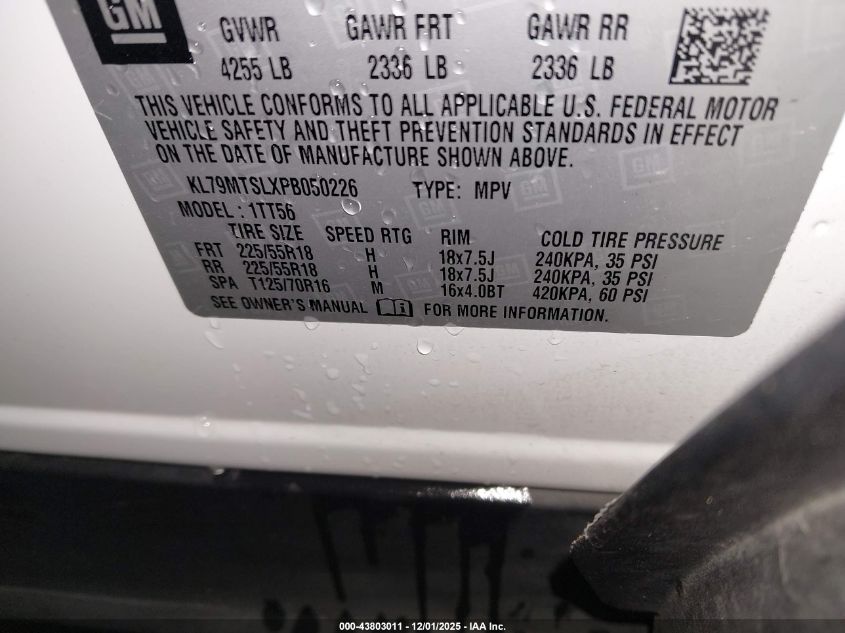 GM
GVWR GAWR FRT GAWR RR
4255 LB 2336 LB 2336 LB
THIS VEHICLE CONFORMS TO ALL APPLICABLE U.S. FEDERAL MOTOR
VEHICLE SAFETY AND THEFT PREVENTION STANDARDS IN EFFECT
ON THE DATE OF MANUFACTURE SHOWN ABOVE.
KL79MTSLXPB050226 TYPE: MPV
MODEL : 1TT56
TIRE SIZE SPEED RTG RIM COLD TIRE PRESSURE
FRT 225/55R18 H 18x7.5J 240KPA, 35 PSI
RR 225/55R18 H 18x7.5J 240KPA, 35 PSI
SPA T125/70R16 M 16x4.0BT 420KPA, 60 PSI
SEE OWNER'S MANUAL FOR MORE INFORMATION.
000-43803011 - 12/01/2025 - IAA Inc.